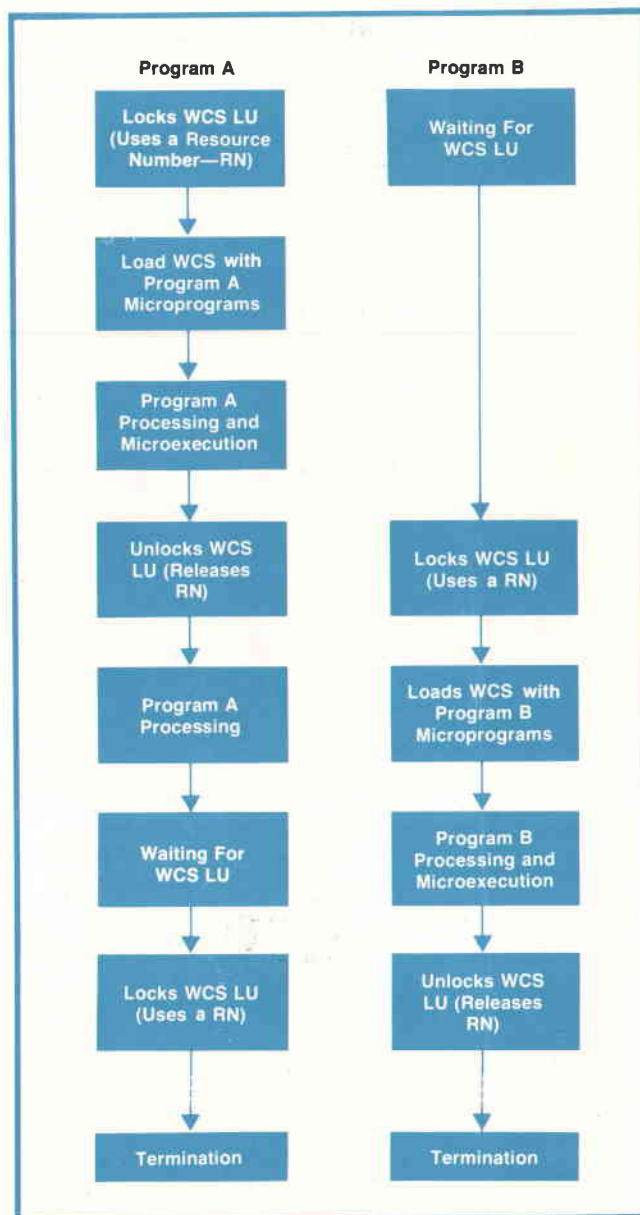 Program A
Locks WCS LU
(Uses a Resource
Number—RN)
Load WCS with
Program A
Microprograms
Program A
Processing and
Microexecution
Unlocks WCS
LU (Releases
RN)
Program A
Processing
Waiting For
WCS LU
Locks WCS LU
(Uses a RN)
Termination
Program B
Waiting For
WCS LU
Locks WCS LU
(Uses a RN)
Loads WCS with
Program B
Microprograms
Program B
Processing and
Microexecution
Unlocks WCS
LU (Releases
RN)
Termination